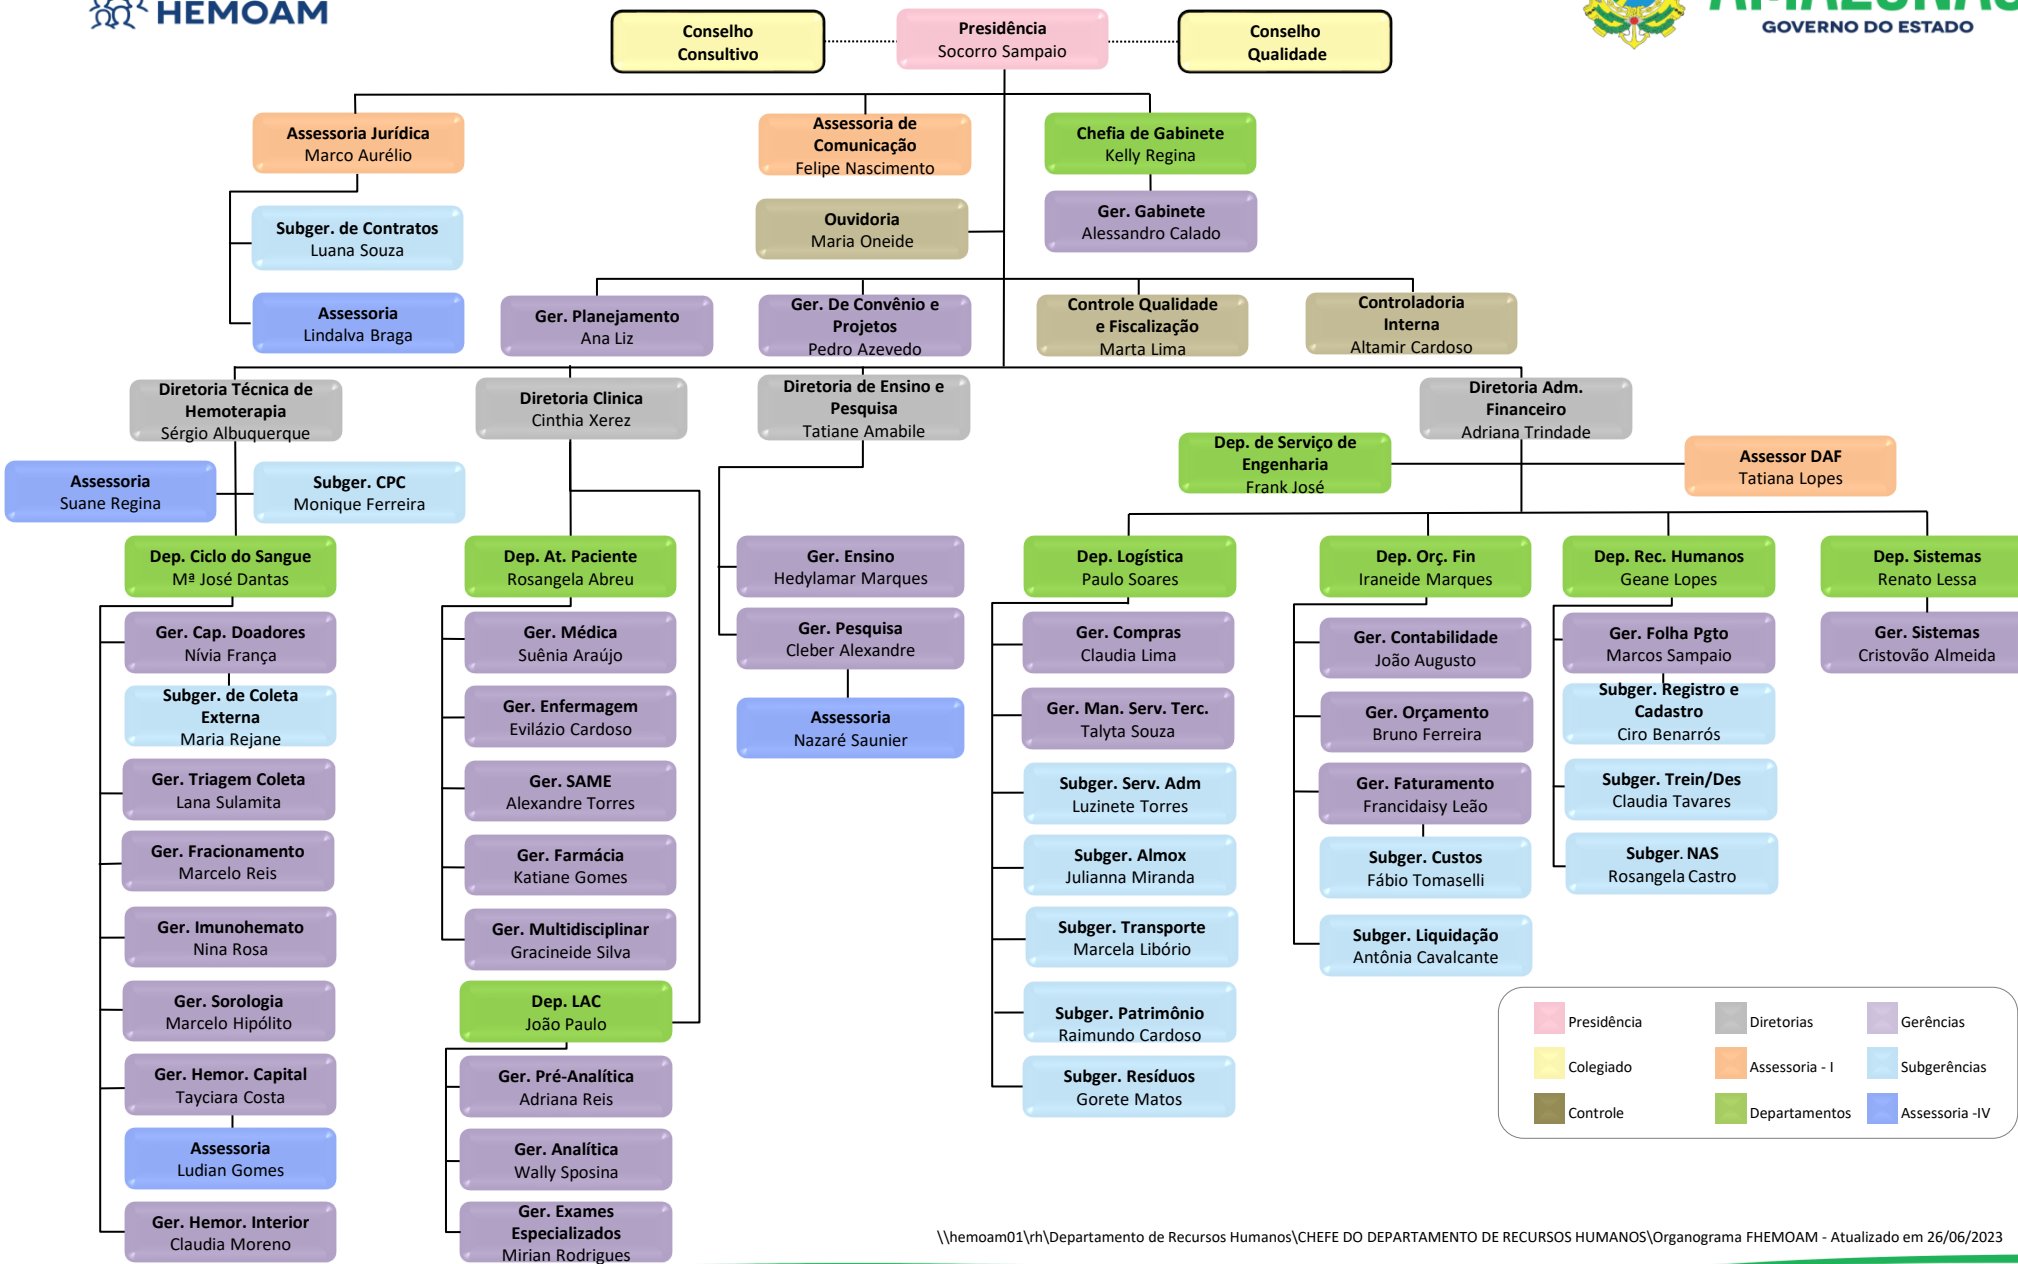 HEMOAM
GOVERNO DO ESTADO
Conselho
Consultivo
Presidência
Socorro Sampaio
Conselho
Qualidade
Assessoria Jurídica
Marco Aurélio
Assessoria de
Comunicação
Felipe Nascimento
Chefia de Gabinete
Kelly Regina
Subger. de Contratos
Luana Souza
Ouvidoria
Maria Oneide
Ger. Gabinete
Alessandro Calado
Assessoria
Lindalva Braga
Ger. Planejamento
Ana Liz
Ger. De Convênio e
Projetos
Pedro Azevedo
Controle Qualidade
e Fiscalização
Marta Lima
Controladoria
Interna
Altamir Cardoso
Diretoria Técnica de
Hemoterapia
Sérgio Albuquerque
Diretoria Clinica
Cinthia Xerez
Diretoria de Ensino e
Pesquisa
Tatiane Amabile
Diretoria Adm.
Financeiro
Adriana Trindade
Assessoria
Suane Regina
Subger. CPC
Monique Ferreira
Dep. de Serviço de
Engenharia
Frank José
Assessor DAF
Tatiana Lopes
Dep. Ciclo do Sangue
Mª José Dantas
Ger. Cap. Doadores
Nívia França
Subger. de Coleta
Externa
Maria Rejane
Ger. Triagem Coleta
Lana Sulamita
Ger. Fracionamento
Marcelo Reis
Ger. Imunohemato
Nina Rosa
Ger. Sorologia
Marcelo Hipólito
Ger. Hemor. Capital
Tayciara Costa
Assessoria
Ludian Gomes
Ger. Hemor. Interior
Claudia Moreno
Dep. At. Paciente
Rosangela Abreu
Ger. Médica
Suênia Araújo
Ger. Enfermagem
Evilázio Cardoso
Ger. SAME
Alexandre Torres
Ger. Farmácia
Katiane Gomes
Ger. Multidisciplinar
Gracineide Silva
Dep. LAC
João Paulo
Ger. Pré-Analítica
Adriana Reis
Ger. Analítica
Wally Sposina
Ger. Exames
Especializados
Mirian Rodrigues
Ger. Ensino
Hedylamar Marques
Ger. Pesquisa
Cleber Alexandre
Assessoria
Nazaré Saunier
Dep. Logística
Paulo Soares
Ger. Compras
Claudia Lima
Ger. Man. Serv. Terc.
Talyta Souza
Subger. Serv. Adm
Luzinete Torres
Subger. Almox
Julianna Miranda
Subger. Transporte
Marcela Libório
Subger. Patrimônio
Raimundo Cardoso
Subger. Resíduos
Gorete Matos
Dep. Orç. Fin
Iraneide Marques
Ger. Contabilidade
João Augusto
Ger. Orçamento
Bruno Ferreira
Ger. Faturamento
Francidaisy Leão
Subger. Custos
Fábio Tomaselli
Subger. Liquidação
Antônia Cavalcante
Dep. Rec. Humanos
Geane Lopes
Ger. Folha Pgto
Marcos Sampaio
Subger. Registro e
Cadastro
Ciro Benarrós
Subger. Trein/Des
Claudia Tavares
Subger. NAS
Rosangela Castro
Dep. Sistemas
Renato Lessa
Ger. Sistemas
Cristovão Almeida
Presidência
Diretorias
Gerências
Colegiado
Assessoria - I
Subgerências
Controle
Departamentos
Assessoria -IV
\\hemoam01\rh\Departamento de Recursos Humanos\CHEFE DO DEPARTAMENTO DE RECURSOS HUMANOS\Organograma FHEMOAM - Atualizado em 26/06/2023